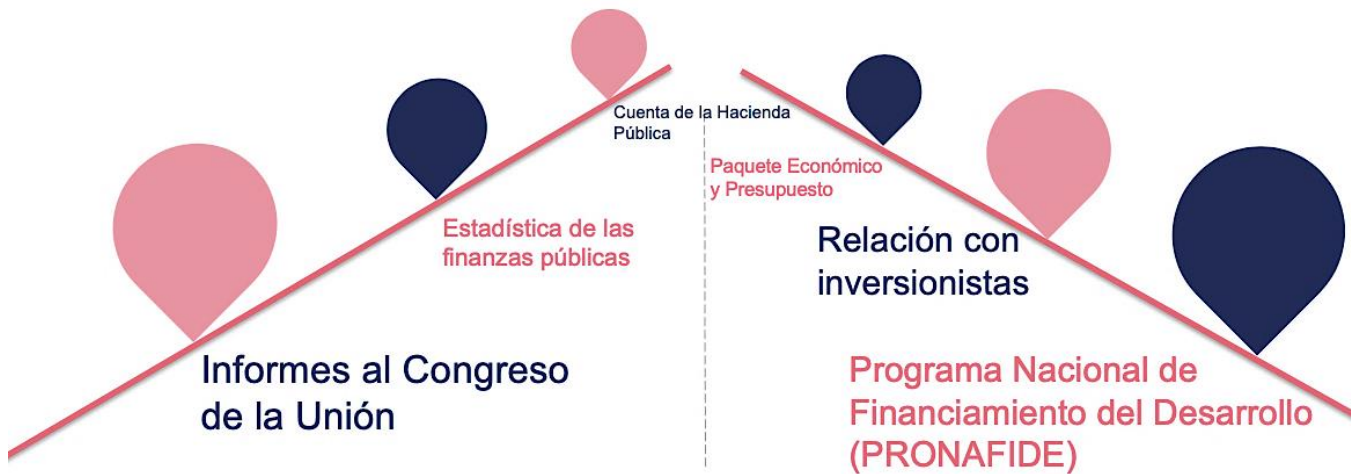 Cuenta de la Hacienda
Pública
Estadística de las
finanzas públicas
Informes al Congreso
de la Unión
Paquete Económico
y Presupuesto
Relación con
inversionistas
Programa Nacional de
Financiamiento del Desarrollo
(PRONAFIDE)